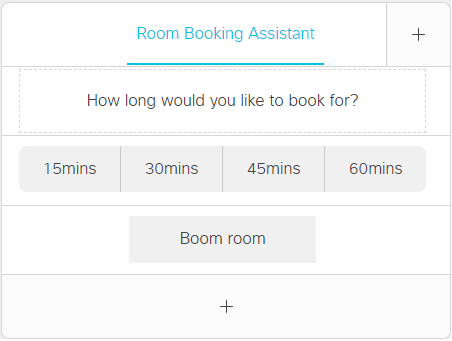 Room Booking Assistant
+
How long would you like to book for?
15mins 30mins 45mins 60mins
Boom room
+